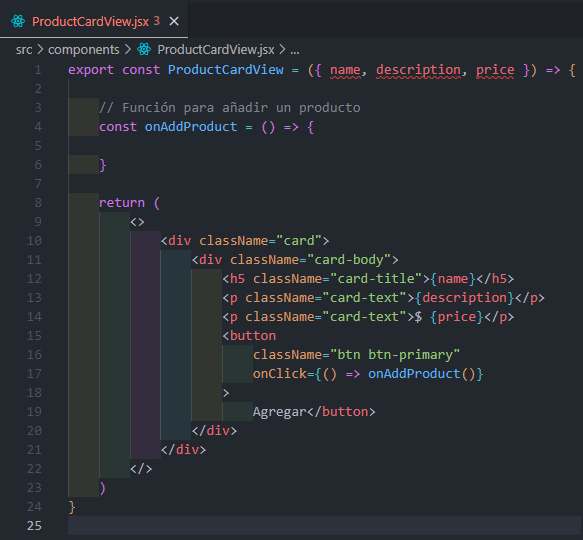 ProductCardView.jsx 3 ×
src > components > ProductCardView.jsx > ...
1 export const ProductCardView = ({ name, description, price }) => {
2
3     // Función para añadir un producto
4     const onAddProduct = () => {
5
6     }
7
8     return (
9         <>
10             <div className="card">
11                 <div className="card-body">
12                     <h5 className="card-title">{name}</h5>
13                     <p className="card-text">{description}</p>
14                     <p className="card-text">$ {price}</p>
15                     <button
16                         className="btn btn-primary"
17                         onClick={() => onAddProduct()}
18                     >
19                         Agregar</button>
20                 </div>
21             </div>
22         </>
23     )
24 }
25